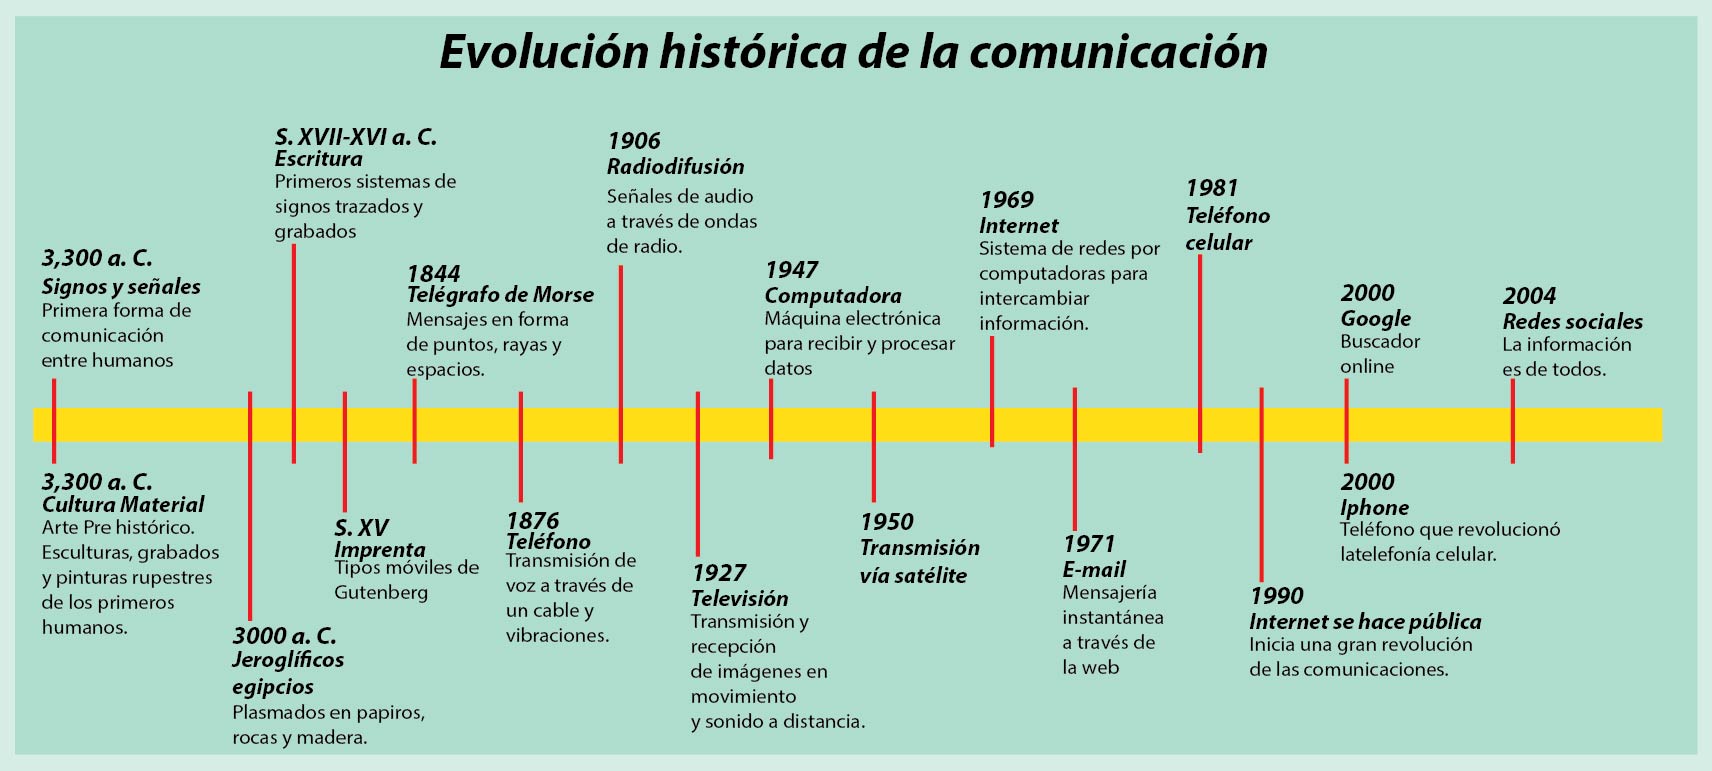 Evolución histórica de la comunicación
3,300 a. C.
Signos y señales
Primera forma de
comunicación
entre humanos
3,300 a. C.
Cultura Material
Arte Pre histórico.
Esculturas, grabados
y pinturas rupestres
de los primeros
humanos.
3000 a. C.
Jeroglíficos
egipcios
Plasmados en papiros,
rocas y madera.
S. XVII-XVI a. C.
Escritura
Primeros sistemas de
signos trazados y
grabados
S. XV
Imprenta
Tipos móviles de
Gutenberg
1844
Telégrafo de Morse
Mensajes en forma
de puntos, rayas y
espacios.
1876
Teléfono
Transmisión de
voz a través de
un cable y
vibraciones.
1906
Radiodifusión
Señales de audio
a través de ondas
de radio.
1927
Televisión
Transmisión y
recepción
de imágenes en
movimiento
y sonido a distancia.
1947
Computadora
Máquina electrónica
para recibir y procesar
datos
1950
Transmisión
vía satélite
1969
Internet
Sistema de redes por
computadoras para
intercambiar
información.
1971
E-mail
Mensajería
instantánea
a través de
la web
1981
Teléfono
celular
1990
Internet se hace pública
Inicia una gran revolución
de las comunicaciones.
2000
Google
Buscador
online
2000
Iphone
Teléfono que revolucionó
latelefonía celular.
2004
Redes sociales
La información
es de todos.